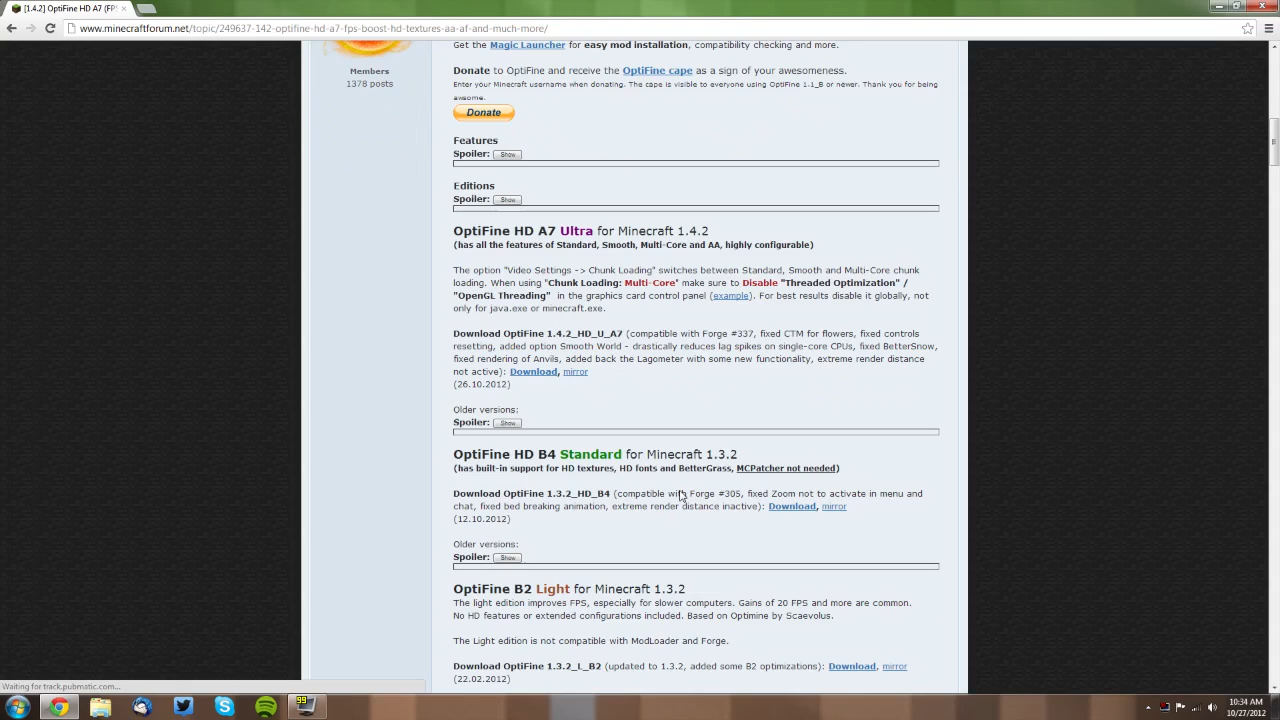 [1.4.2] OptiFine HD A7 (FPS
www.minecraftforum.net/topic/249637-142-optifine-hd-a7-fps-boost-hd-textures-aa-af-and-much-more/
Members
1378 posts
Get the Magic Launcher for easy mod installation, compatibility checking and more.
Donate to OptiFine and receive the OptiFine cape as a sign of your awesomeness.
Enter your Minecraft username when donating. The cape is visible to everyone using OptiFine 1.1_B or newer. Thank you for being
awsome.
Donate
Features
Spoiler: Show
Editions
Spoiler: Show
OptiFine HD A7 Ultra for Minecraft 1.4.2
(has all the features of Standard, Smooth, Multi-Core and AA, highly configurable)
The option "Video Settings -> Chunk Loading" switches between Standard, Smooth and Multi-Core chunk
loading. When using "Chunk Loading: Multi-Core" make sure to Disable "Threaded Optimization" /
"OpenGL Threading" in the graphics card control panel (example). For best results disable it globally, not
only for java.exe or minecraft.exe.
Download OptiFine 1.4.2_HD_U_A7 (compatible with Forge #337, fixed CTM for flowers, fixed controls
resetting, added option Smooth World - drastically reduces lag spikes on single-core CPUs, fixed BetterSnow,
fixed rendering of Anvils, added back the Lagometer with some new functionality, extreme render distance
not active): Download, mirror
(26.10.2012)
Older versions:
Spoiler: Show
OptiFine HD B4 Standard for Minecraft 1.3.2
(has built-in support for HD textures, HD fonts and BetterGrass, MCPatcher not needed)
Download OptiFine 1.3.2_HD_B4 (compatible with Forge #305, fixed Zoom not to activate in menu and
chat, fixed bed breaking animation, extreme render distance inactive): Download, mirror
(12.10.2012)
Older versions:
Spoiler: Show
OptiFine B2 Light for Minecraft 1.3.2
The light edition improves FPS, especially for slower computers. Gains of 20 FPS and more are common.
No HD features or extended configurations included. Based on Optimine by Scaevolus.
The Light edition is not compatible with ModLoader and Forge.
Download OptiFine 1.3.2_L_B2 (updated to 1.3.2, added some B2 optimizations): Download, mirror
(22.02.2012)
Waiting for track.pubmatic.com...
99
10:34 AM
10/27/2012